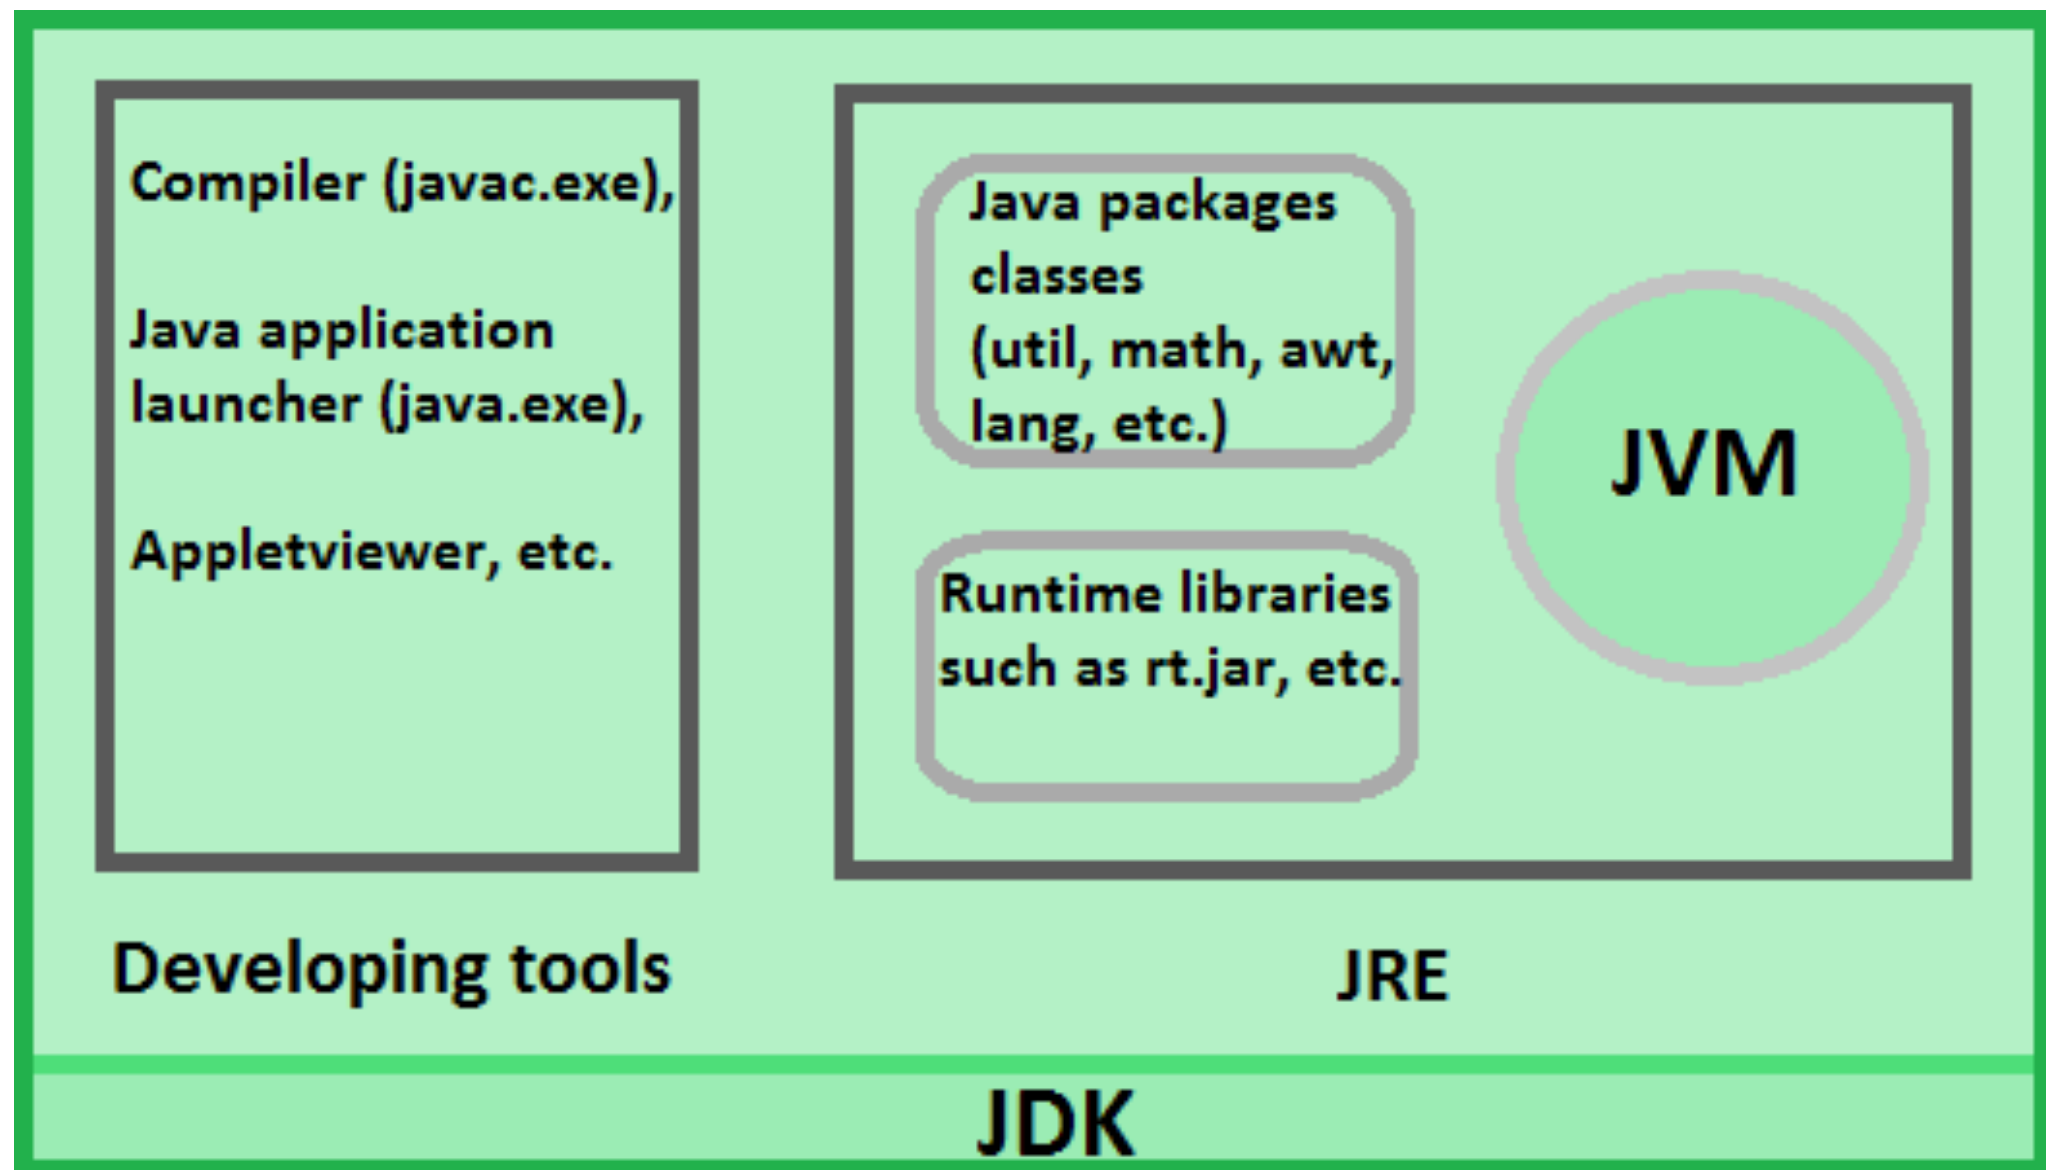 Compiler (javac.exe),
Java application
launcher (java.exe),
Appletviewer, etc.
Developing tools
Java packages
classes
(util, math, awt,
lang, etc.)
Runtime libraries
such as rt.jar, etc.
JVM
JRE
JDK